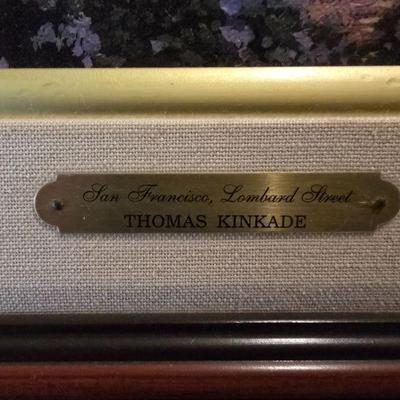 San Francisco, Lombard Street
THOMAS KINKADE